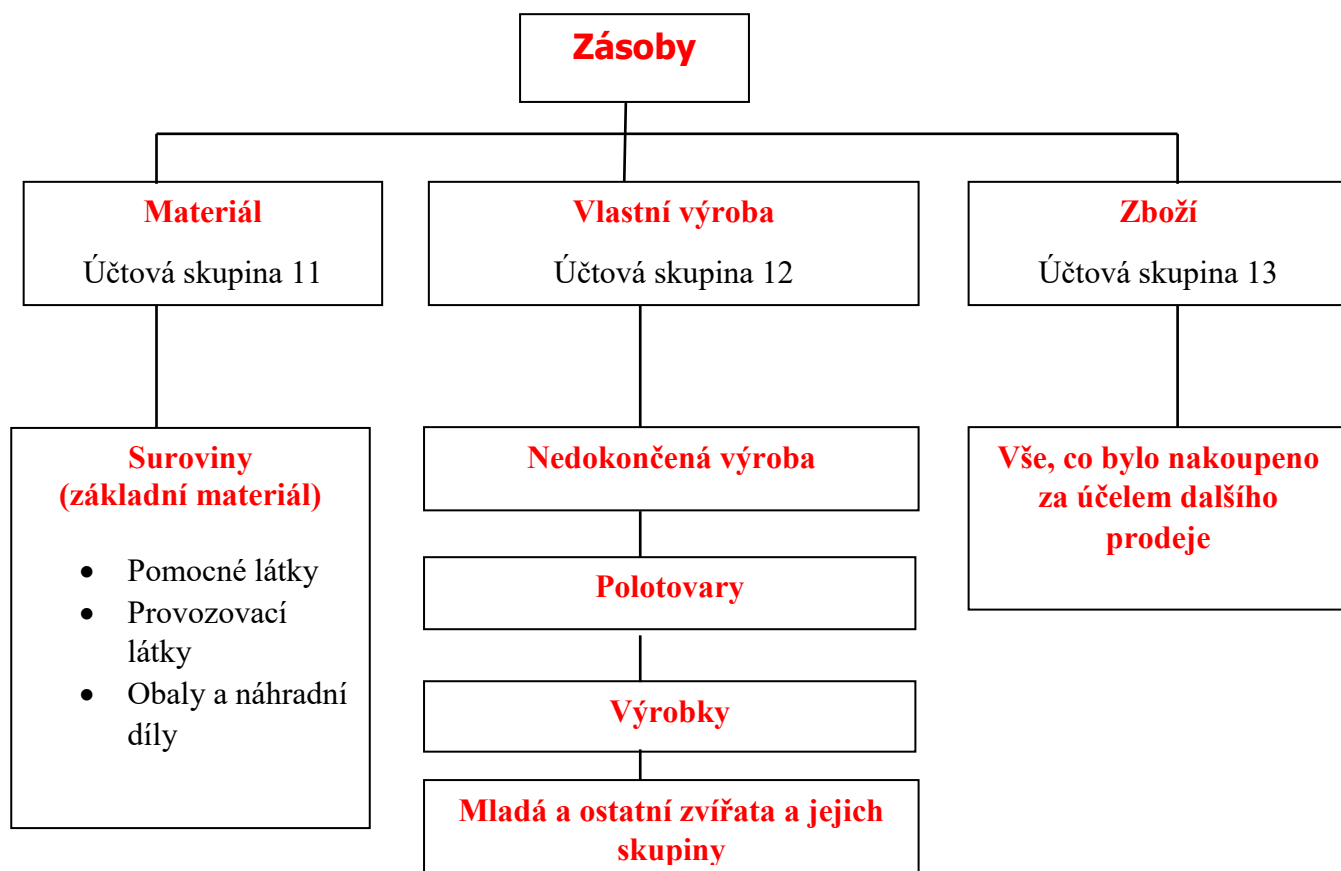 Zásoby
Materiál
Účtová skupina 11
Vlastní výroba
Účtová skupina 12
Zboží
Účtová skupina 13
Suroviny
(základní materiál)
• Pomocné látky
• Provozovací
látky
• Obaly a náhradní
díly
Nedokončená výroba
Polotovary
Výrobky
Mladá a ostatní zvířata a jejich
skupiny
Vše, co bylo nakoupeno
za účelem dalšího
prodeje